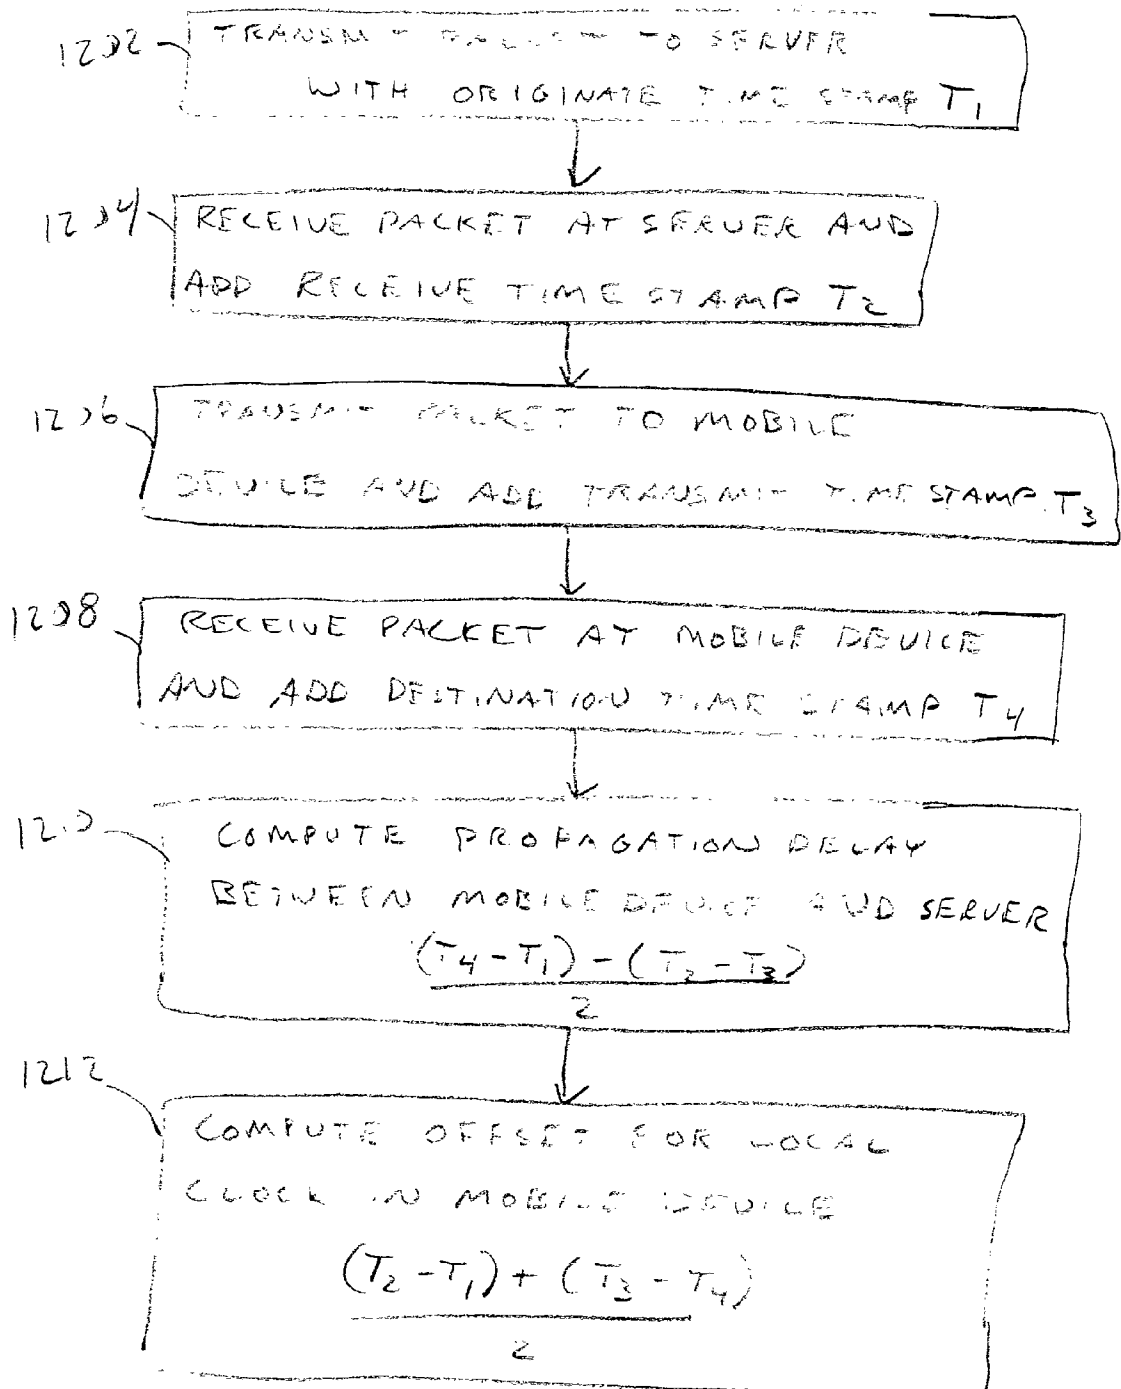 1202
TRANSMIT PACKET TO SERVER
WITH ORIGINATE TIME STAMP T₁
1204
RECEIVE PACKET AT SERVER AND
ADD RECEIVE TIME STAMP T₂
1206
TRANSMIT PACKET TO MOBILE
DEVICE AND ADD TRANSMIT TIME STAMP T₃
1208
RECEIVE PACKET AT MOBILE DEVICE
AND ADD DESTINATION TIME STAMP T₄
1210
COMPUTE PROPAGATION DELAY
BETWEEN MOBILE DEVICE AND SERVER
(T₄-T₁)-(T₂-T₃)
2
1212
COMPUTE OFFSET FOR LOCAL
CLOCK IN MOBILE DEVICE
(T₂-T₁)+(T₃-T₄)
2